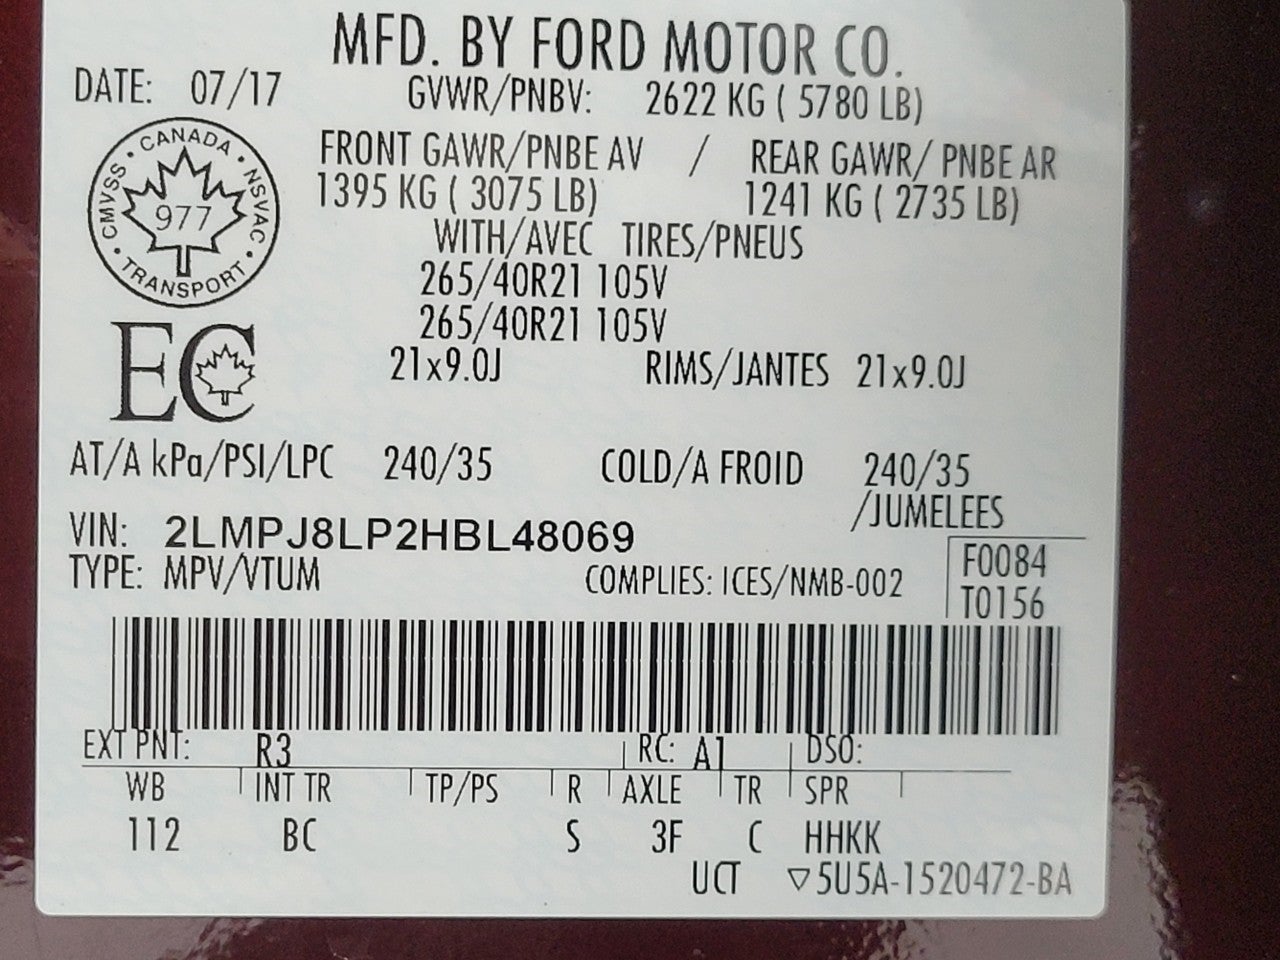 MFD. BY FORD MOTOR CO.
DATE: 07/17 GVWR/PNBV: 2622 KG ( 5780 LB)
FRONT GAWR/PNBE AV / REAR GAWR/ PNBE AR
1395 KG ( 3075 LB) 1241 KG ( 2735 LB)
WITH/AVEC TIRES/PNEUS
265/40R21 105V
265/40R21 105V
21x9.0J RIMS/JANTES 21x9.0J
CANADA • NSVAC • TRANSPORT • CMVSS •
977
EC
AT/A kPa/PSI/LPC 240/35 COLD/A FROID 240/35
/JUMELEES
VIN: 2LMPJ8LP2HBL48069
TYPE: MPV/VTUM COMPLIES: ICES/NMB-002
F0084
T0156
EXT PNT: R3 RC: A1 DSO:
WB INT TR TP/PS R AXLE TR SPR
112 BC S 3F C HHKK
UCT ▽5U5A-1520472-BA